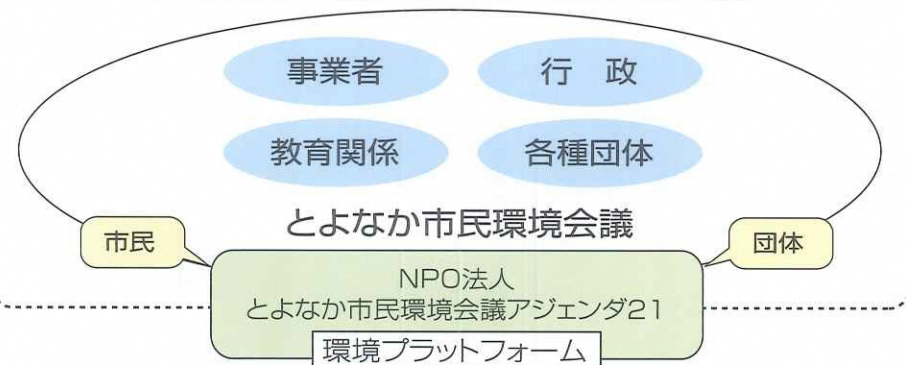 事業者
行　政
教育関係
各種団体
とよなか市民環境会議
市民
団体
NPO法人
とよなか市民環境会議アジェンダ21
環境プラットフォーム